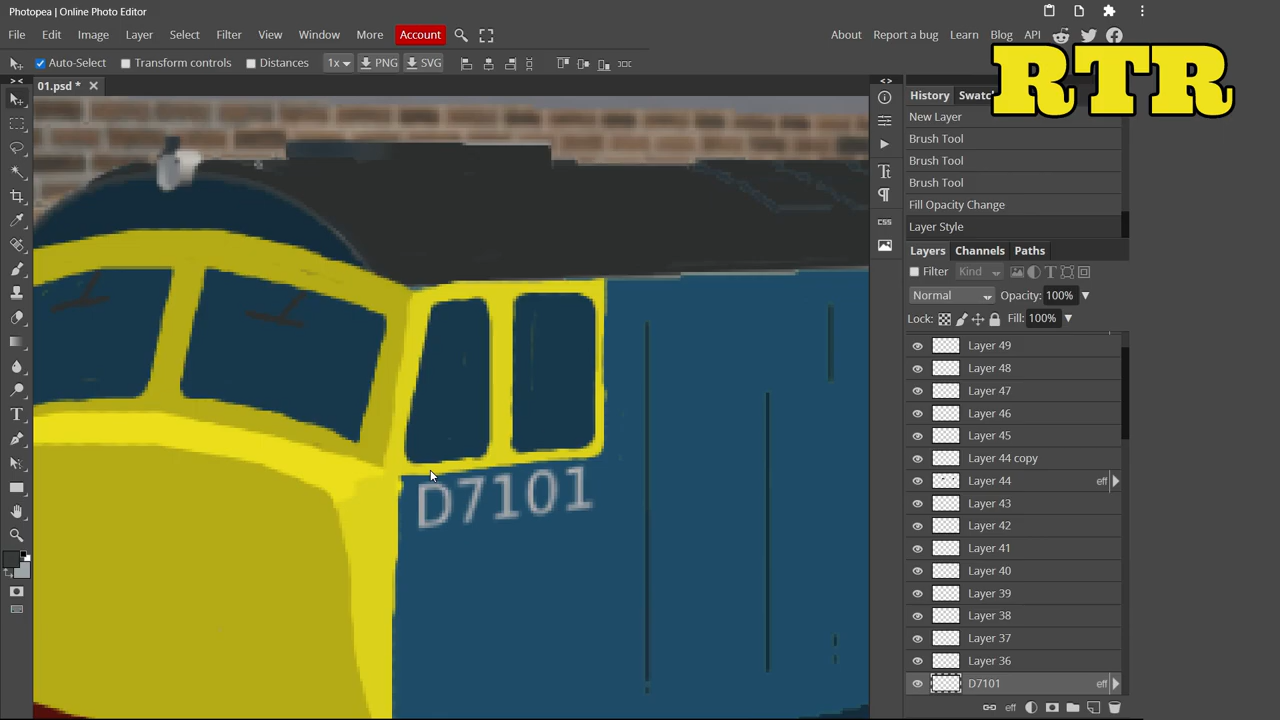 Photopea | Online Photo Editor
File Edit Image Layer Select Filter View Window More Account
About Report a bug Learn Blog API
RTR
Auto-Select Transform controls Distances 1x PNG SVG
01.psd *
History Swatc
New Layer
Brush Tool
Brush Tool
Brush Tool
Fill Opacity Change
Layer Style
Layers Channels Paths
Filter Kind
Normal Opacity: 100%
Lock: Fill: 100%
Layer 49
Layer 48
Layer 47
Layer 46
Layer 45
Layer 44 copy
Layer 44 eff
Layer 43
Layer 42
Layer 41
Layer 40
Layer 39
Layer 38
Layer 37
Layer 36
D7101 eff
eff
D7101
CSS